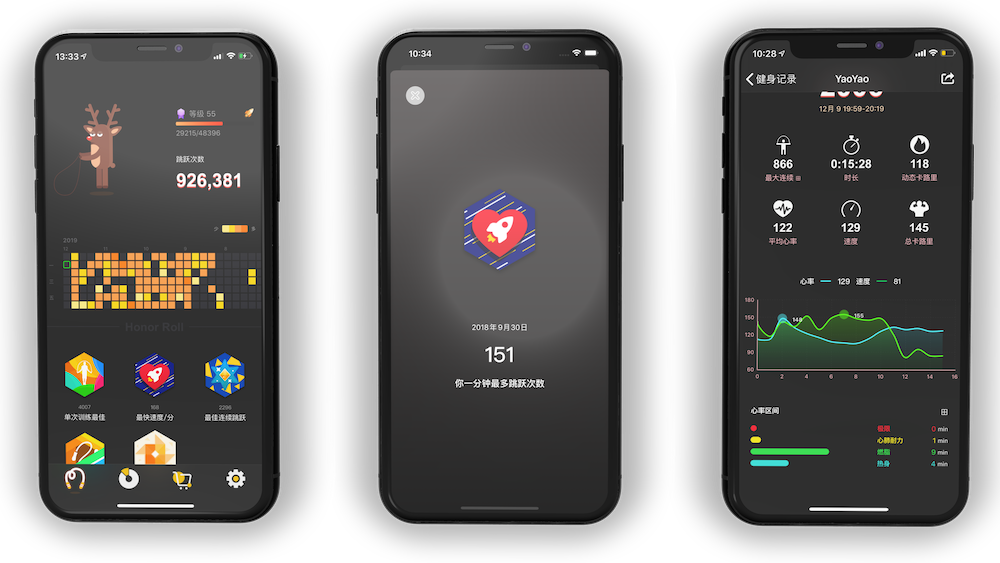 13:33
等级 55
29215/48396
跳跃次数
926,381
少
多
2019
12
8
9
Honor Roll
4007
单次训练最佳
168
最快速度/分
2296
最佳连续跳跃
10:34
2018年9月30日
151
你一分钟最多跳跃次数
10:28
健身记录
YaoYao
12月 9 19:59-20:19
866
最大连续
0:15:28
时长
118
动态卡路里
122
平均心率
129
速度
145
总卡路里
心率 129 速度 81
180
150
120
90
60
148
155
0 2 4 6 8 10 12 14 16
心率区间
极限 0 min
心肺耐力 1 min
燃脂 9 min
热身 4 min